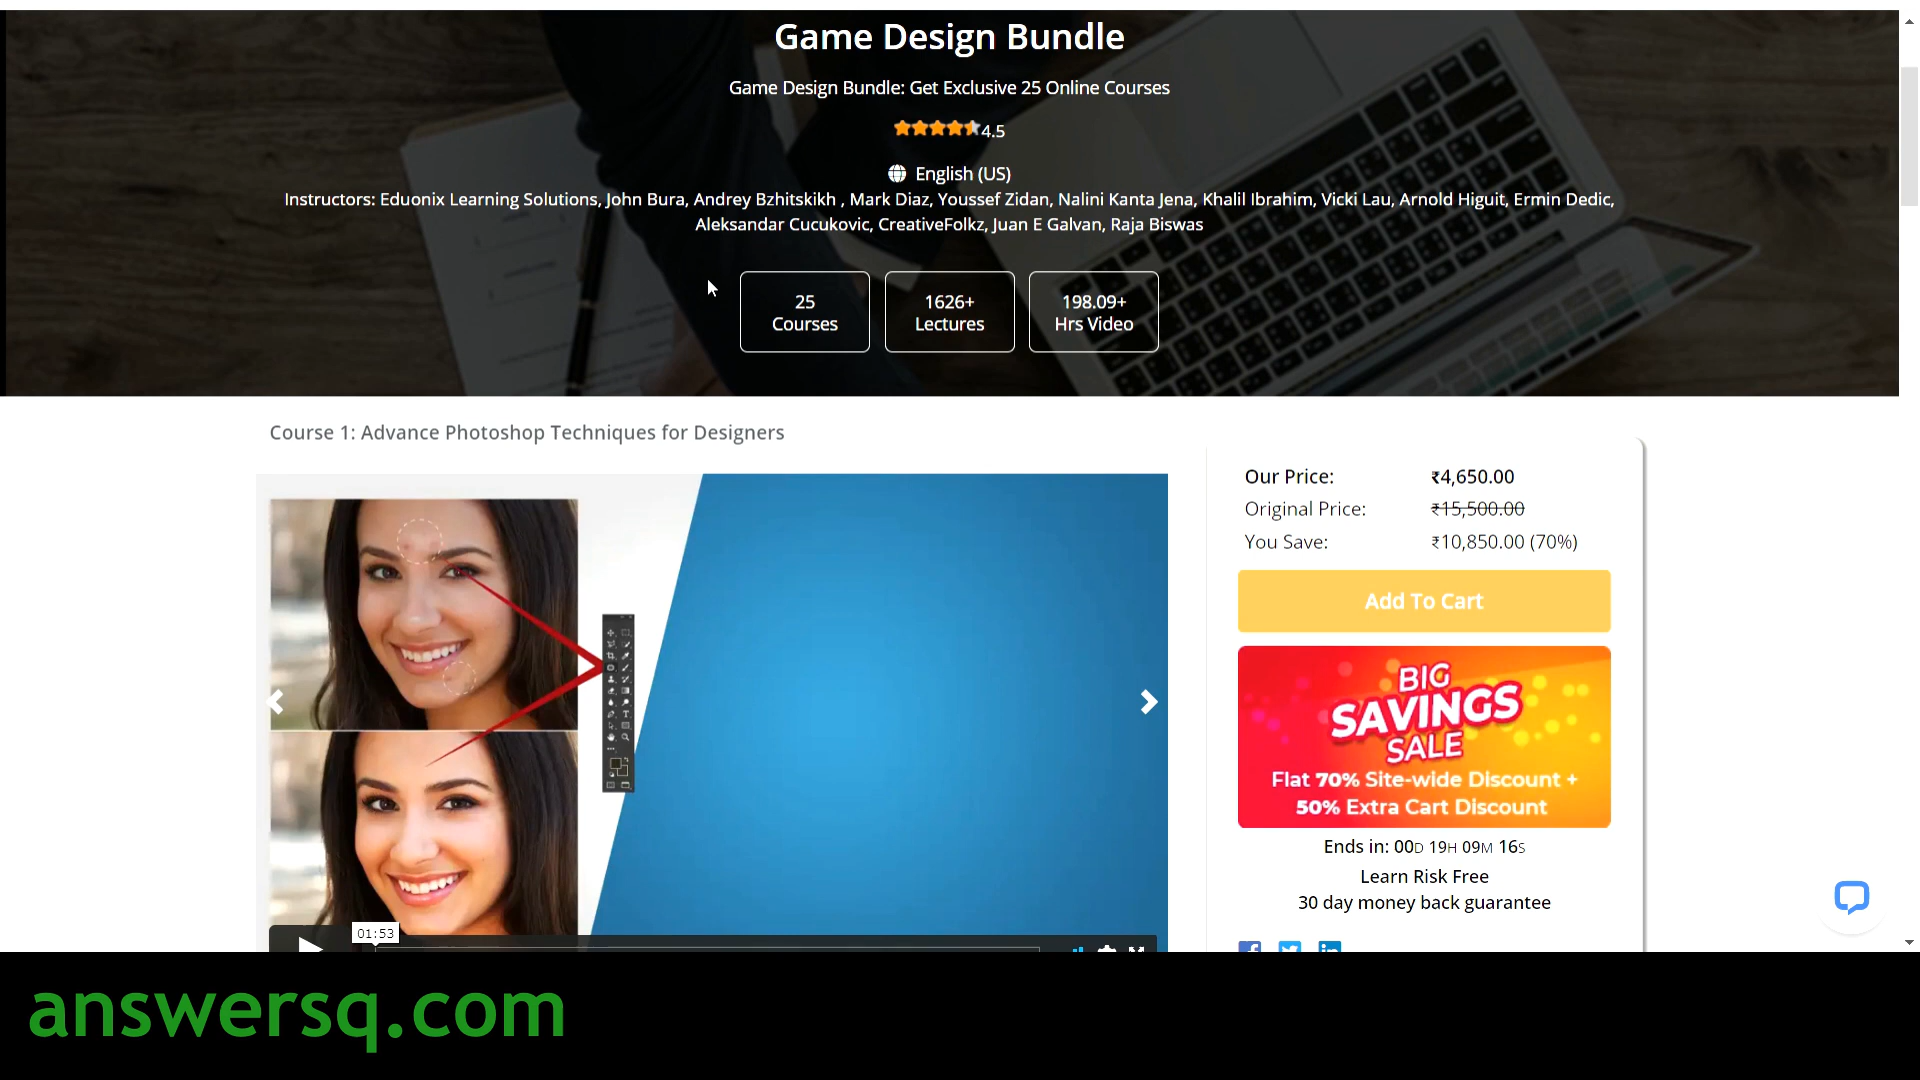 Game Design Bundle
Game Design Bundle: Get Exclusive 25 Online Courses
4.5
English (US)
Instructors: Eduonix Learning Solutions, John Bura, Andrey Bzhitskikh , Mark Diaz, Youssef Zidan, Nalini Kanta Jena, Khalil Ibrahim, Vicki Lau, Arnold Higuit, Ermin Dedic,
Aleksandar Cucukovic, CreativeFolkz, Juan E Galvan, Raja Biswas
25
Courses
1626+
Lectures
198.09+
Hrs Video
Course 1: Advance Photoshop Techniques for Designers
01:53
Our Price: ₹4,650.00
Original Price: ₹15,500.00
You Save: ₹10,850.00 (70%)
Add To Cart
BIG
SAVINGS
SALE
Flat 70% Site-wide Discount +
50% Extra Cart Discount
Ends in: 00D 19H 09M 16S
Learn Risk Free
30 day money back guarantee
answersq.com